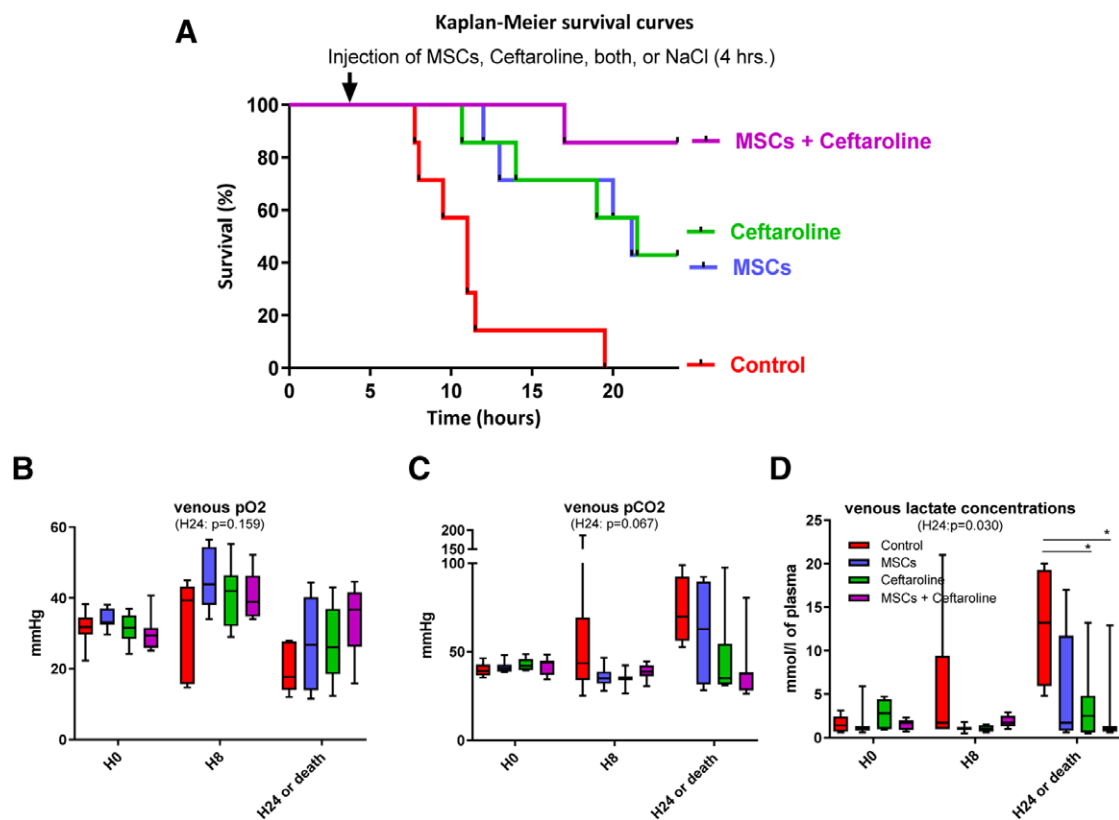 A
Kaplan-Meier survival curves
Injection of MSCs, Ceftaroline, both, or NaCl (4 hrs.)
Survival (%)
100
80
60
40
20
0
0 5 10 15 20
Time (hours)
MSCs + Ceftaroline
Ceftaroline
MSCs
Control
B
venous pO2
(H24: p=0.159)
mmHg
60
40
20
0
H0
H8
H24 or death
C
venous pCO2
(H24: p=0.067)
mmHg
200
150
100
50
0
H0
H8
H24 or death
D
venous lactate concentrations
(H24:p=0.030)
mmol/l of plasma
25
20
15
10
5
0
Control
MSCs
Ceftaroline
MSCs + Ceftaroline
*
*
H0
H8
H24 or death